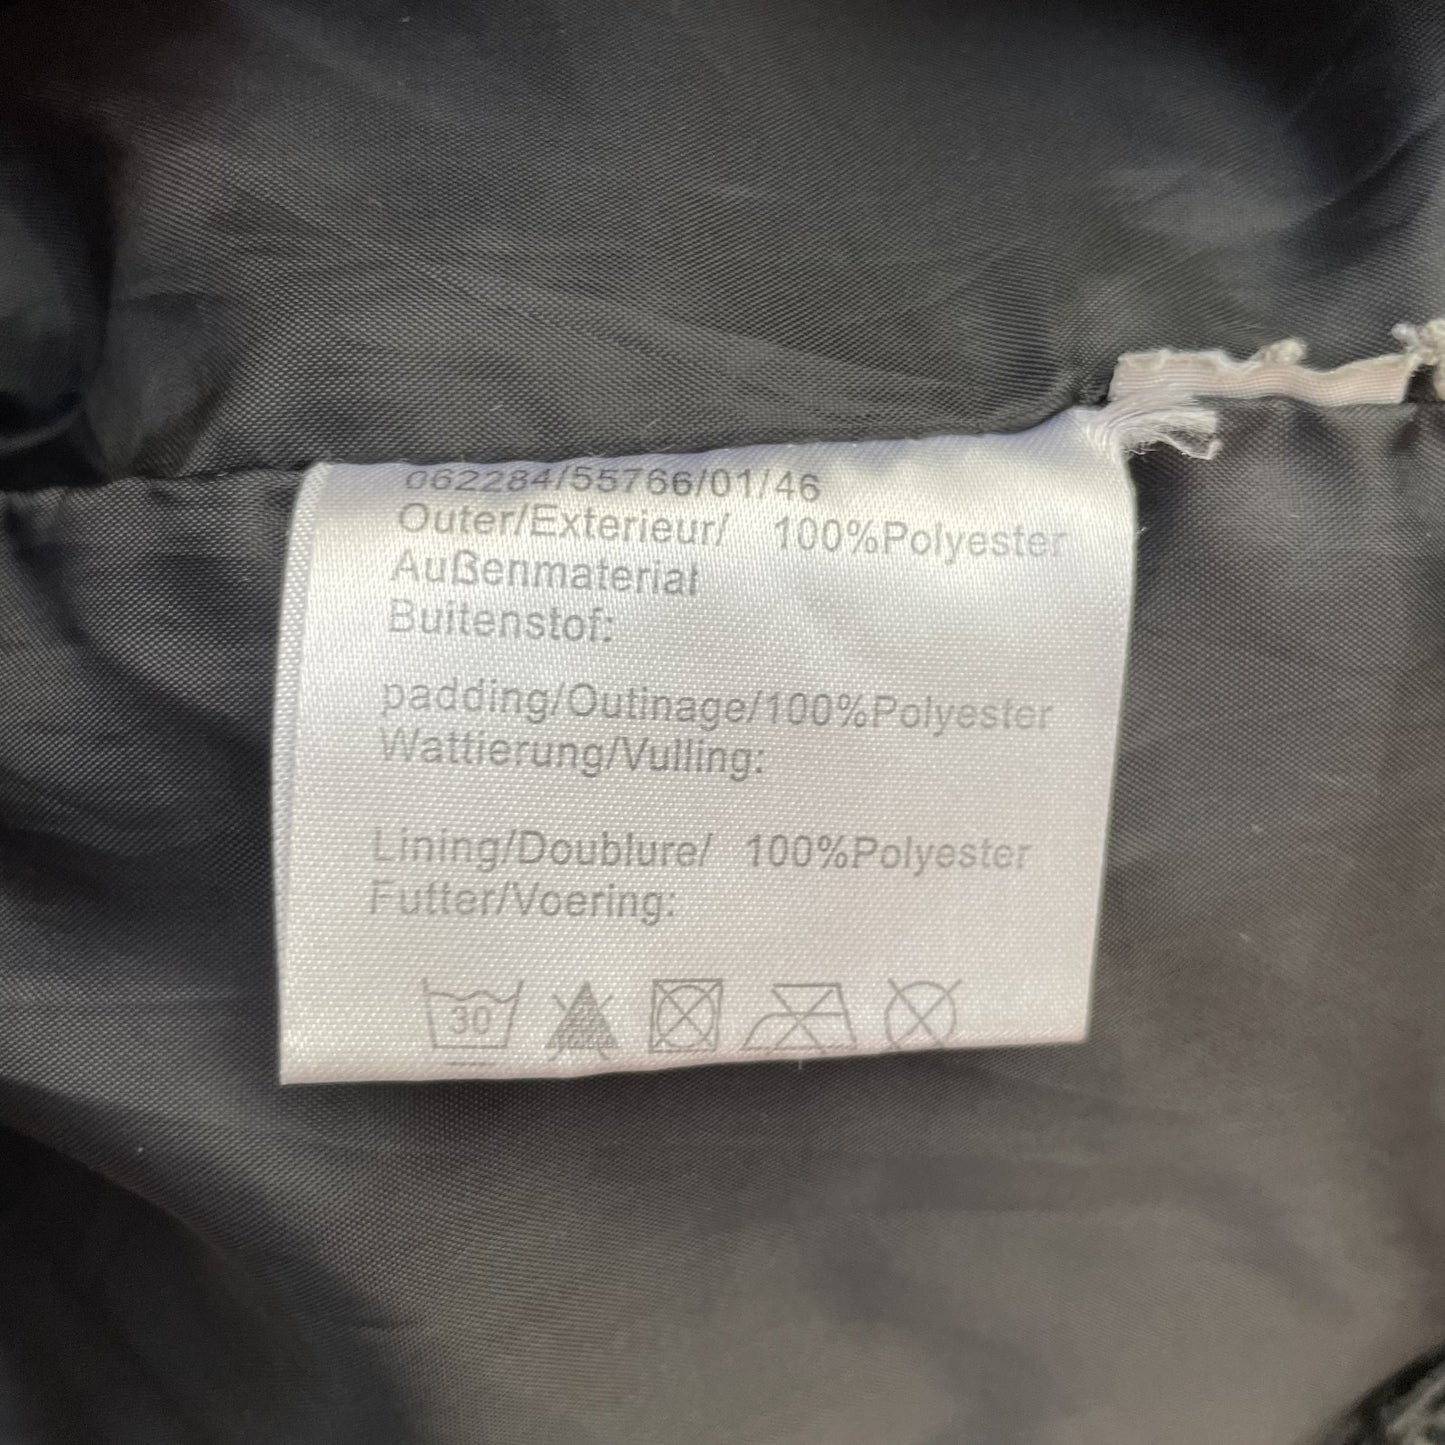 062284/55766/01/46
Outer/Exterieur/ 100%Polyester
Außenmaterial
Buitenstof:
padding/Outinage/100%Polyester
Wattierung/Vulling:
Lining/Doublure/ 100%Polyester
Futter/Voering:
30